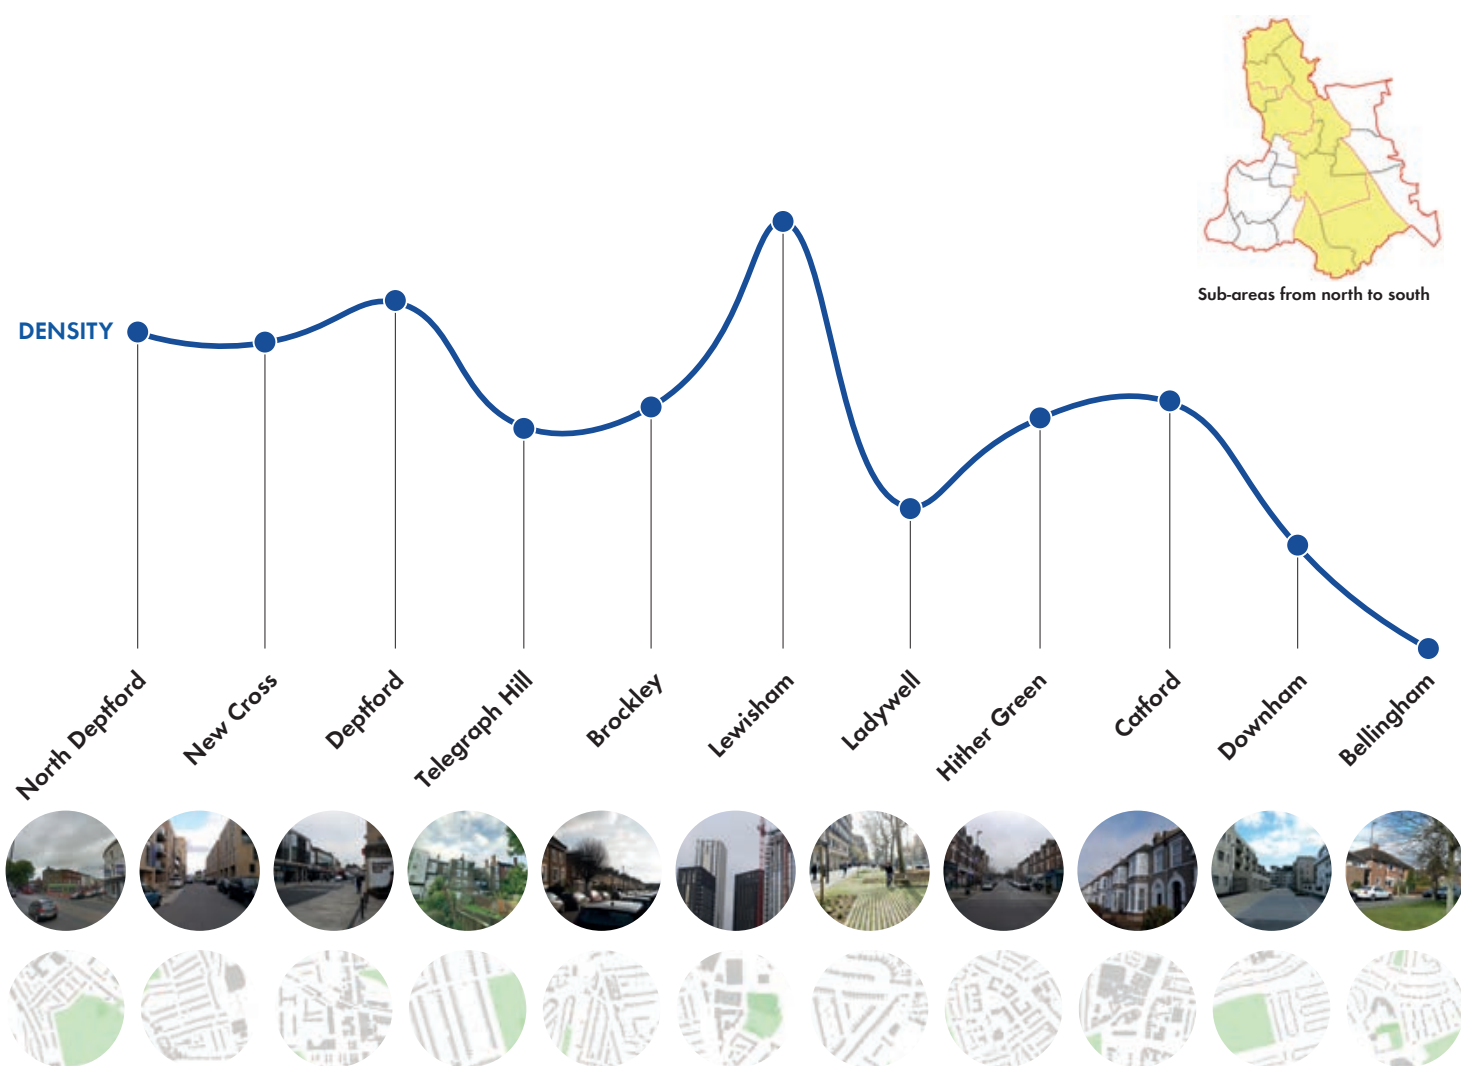 Sub-areas from north to south
DENSITY
North Deptford
New Cross
Deptford
Telegraph Hill
Brockley
Lewisham
Ladywell
Hither Green
Catford
Downham
Bellingham